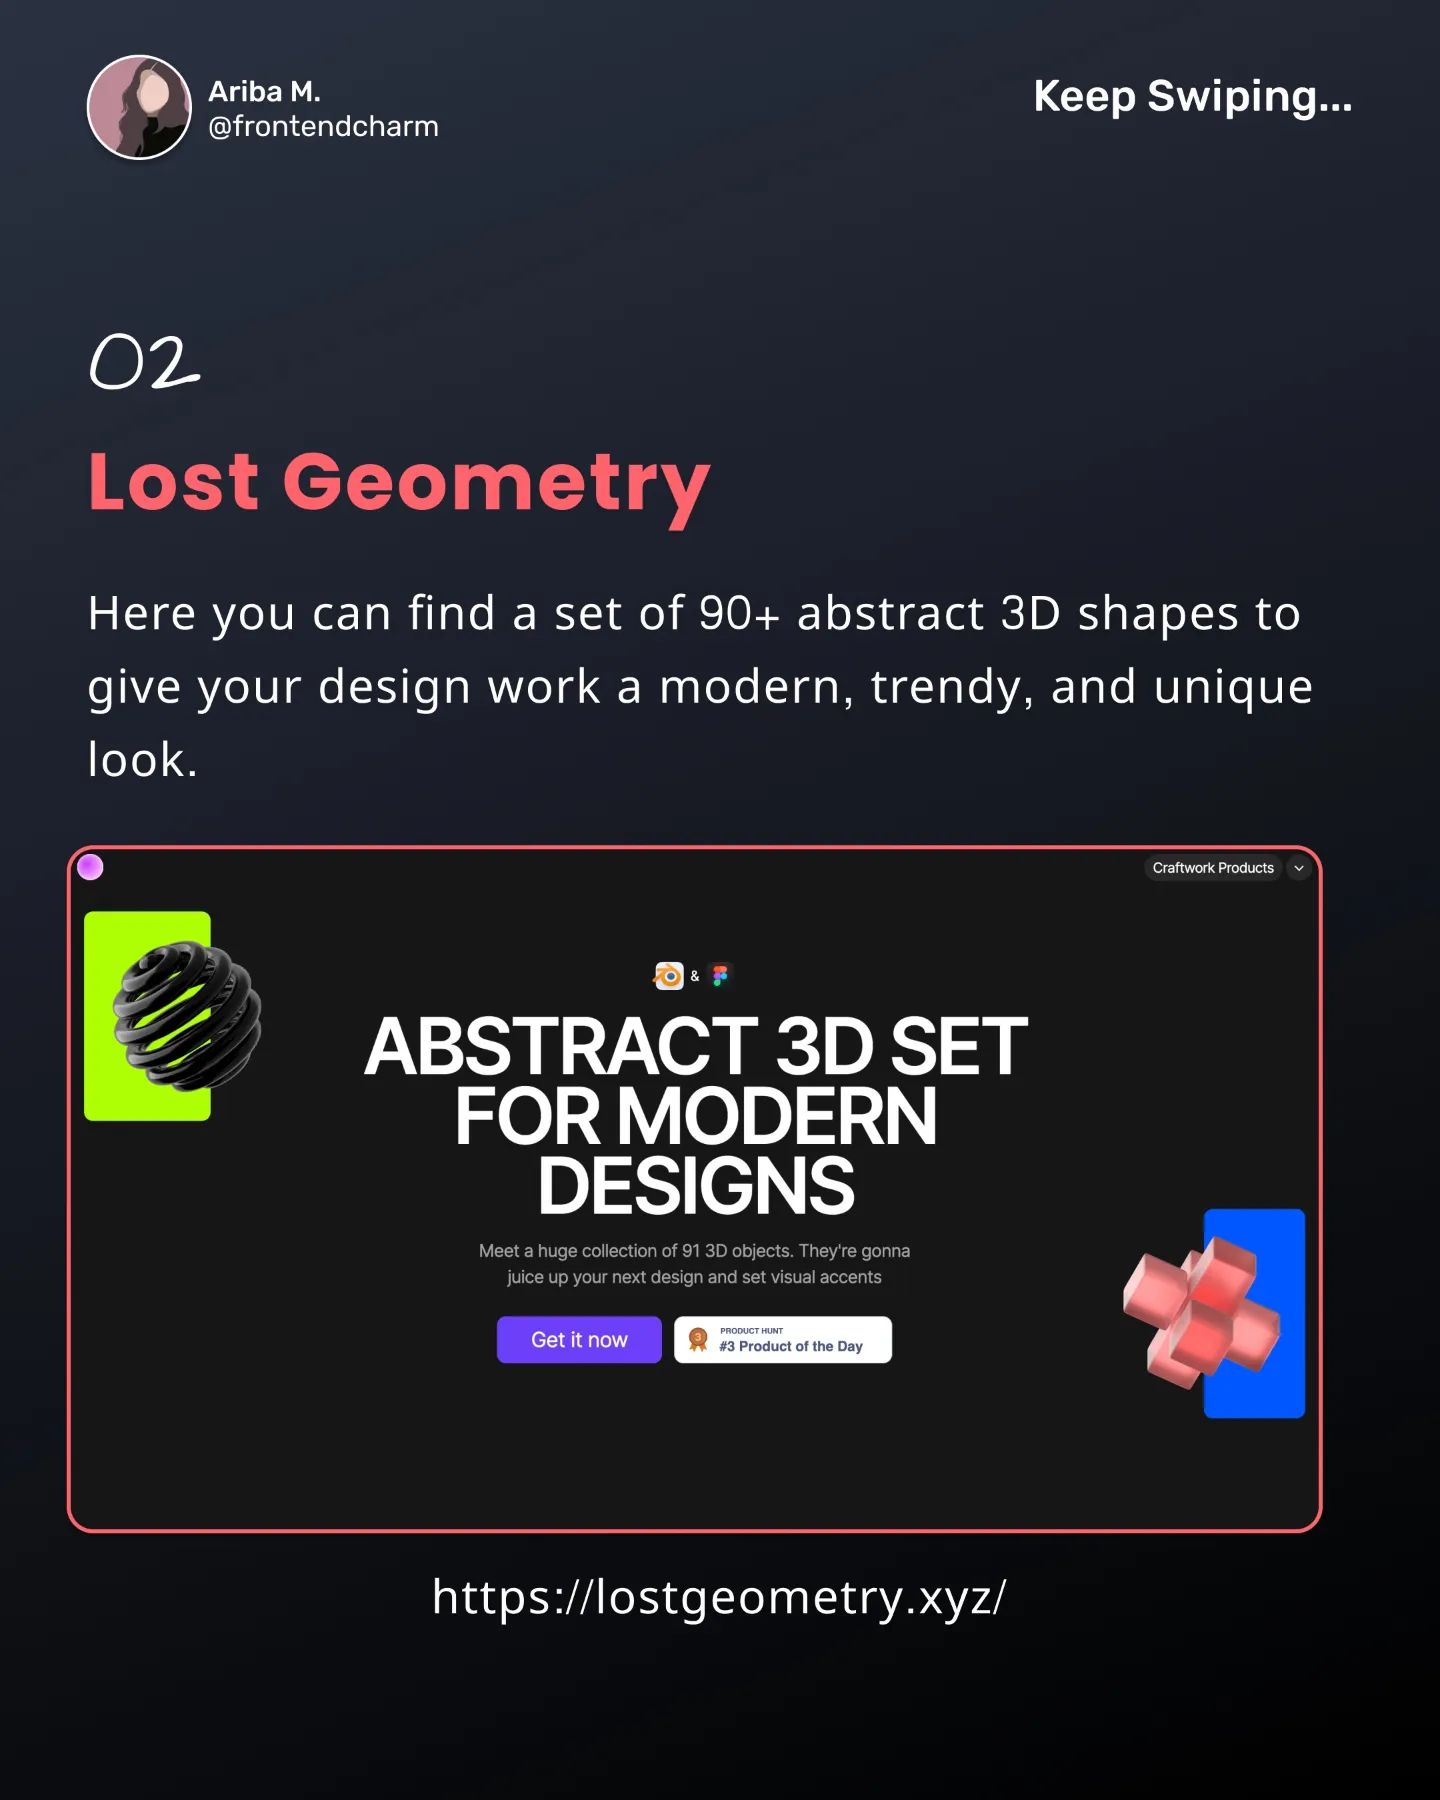 Ariba M.
@frontendcharm
Keep Swiping...
02
Lost Geometry
Here you can find a set of 90+ abstract 3D shapes to
give your design work a modern, trendy, and unique
look.
Craftwork Products
&
ABSTRACT 3D SET
FOR MODERN
DESIGNS
Meet a huge collection of 91 3D objects. They're gonna
juice up your next design and set visual accents
Get it now
3
PRODUCT HUNT
#3 Product of the Day
https://lostgeometry.xyz/